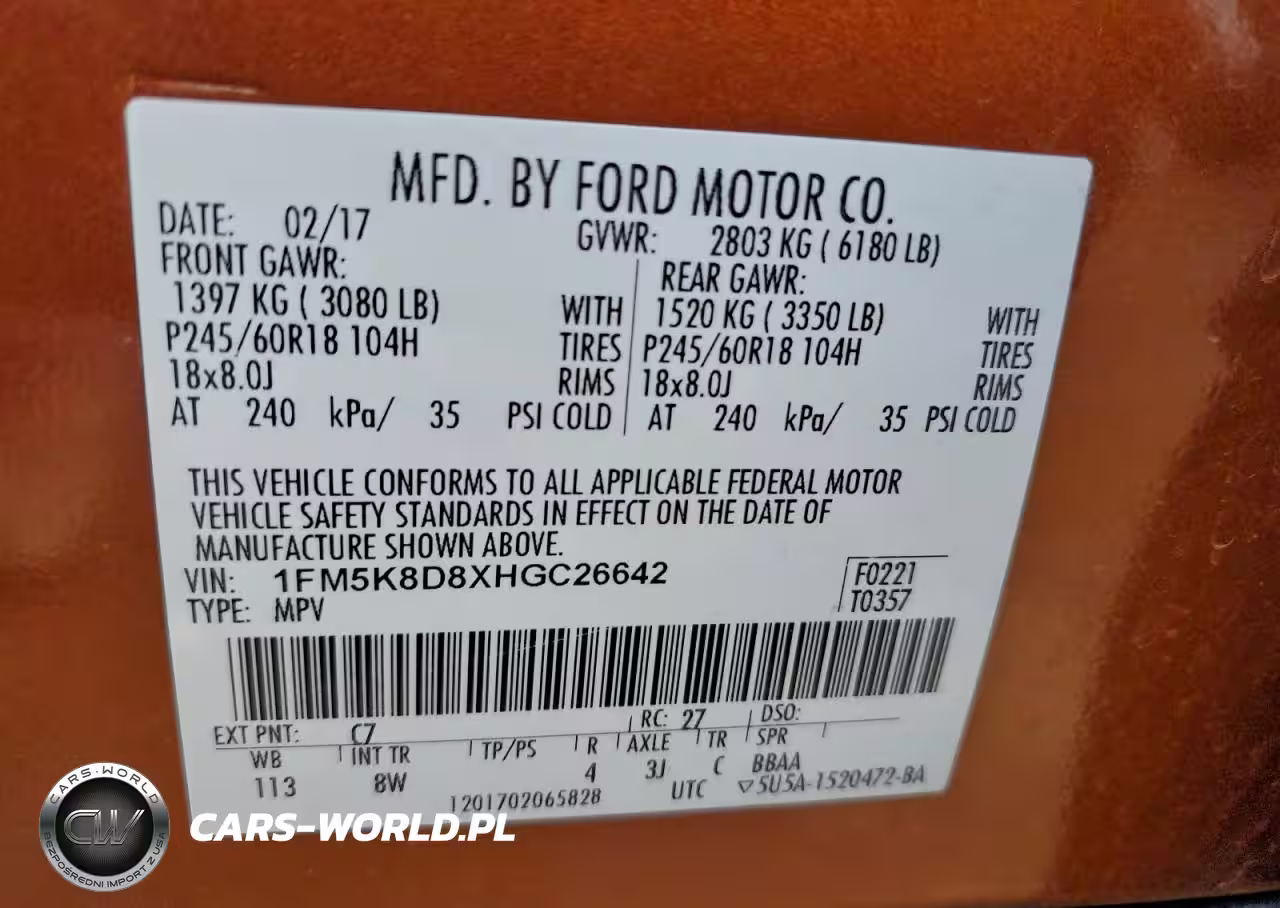 MFD. BY FORD MOTOR CO.
DATE: 02/17 GVWR: 2803 KG ( 6180 LB)
FRONT GAWR: REAR GAWR:
1397 KG ( 3080 LB) WITH 1520 KG ( 3350 LB) WITH
P245/60R18 104H TIRES P245/60R18 104H TIRES
18x8.0J RIMS 18x8.0J RIMS
AT 240 kPa/ 35 PSI COLD AT 240 kPa/ 35 PSI COLD
THIS VEHICLE CONFORMS TO ALL APPLICABLE FEDERAL MOTOR
VEHICLE SAFETY STANDARDS IN EFFECT ON THE DATE OF
MANUFACTURE SHOWN ABOVE.
VIN: 1FM5K8D8XHGC26642 F0221
TYPE: MPV T0357
EXT PNT: C7 RC: 27 DSO:
WB INT TR TP/PS R AXLE TR SPR
113 8W 4 3J C BBAA
1201702065828 UTC ▽5U5A-1520472-BA
CARS-WORLD
CW
BEZPOŚREDNI IMPORT Z USA
CARS-WORLD.PL